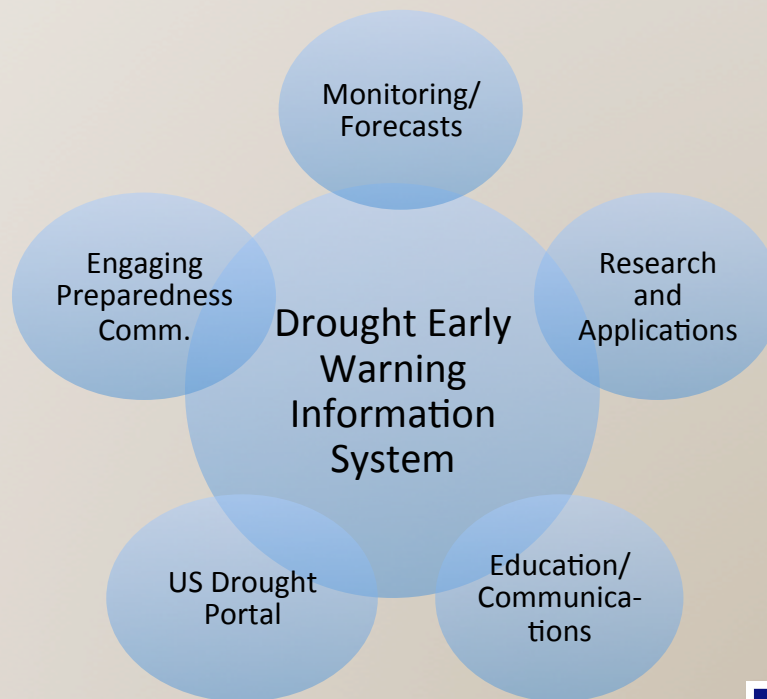 Monitoring/
Forecasts
Engaging
Preparedness
Comm.
Research
and
Applications
Drought Early
Warning
Information
System
US Drought
Portal
Education/
Communica-
tions